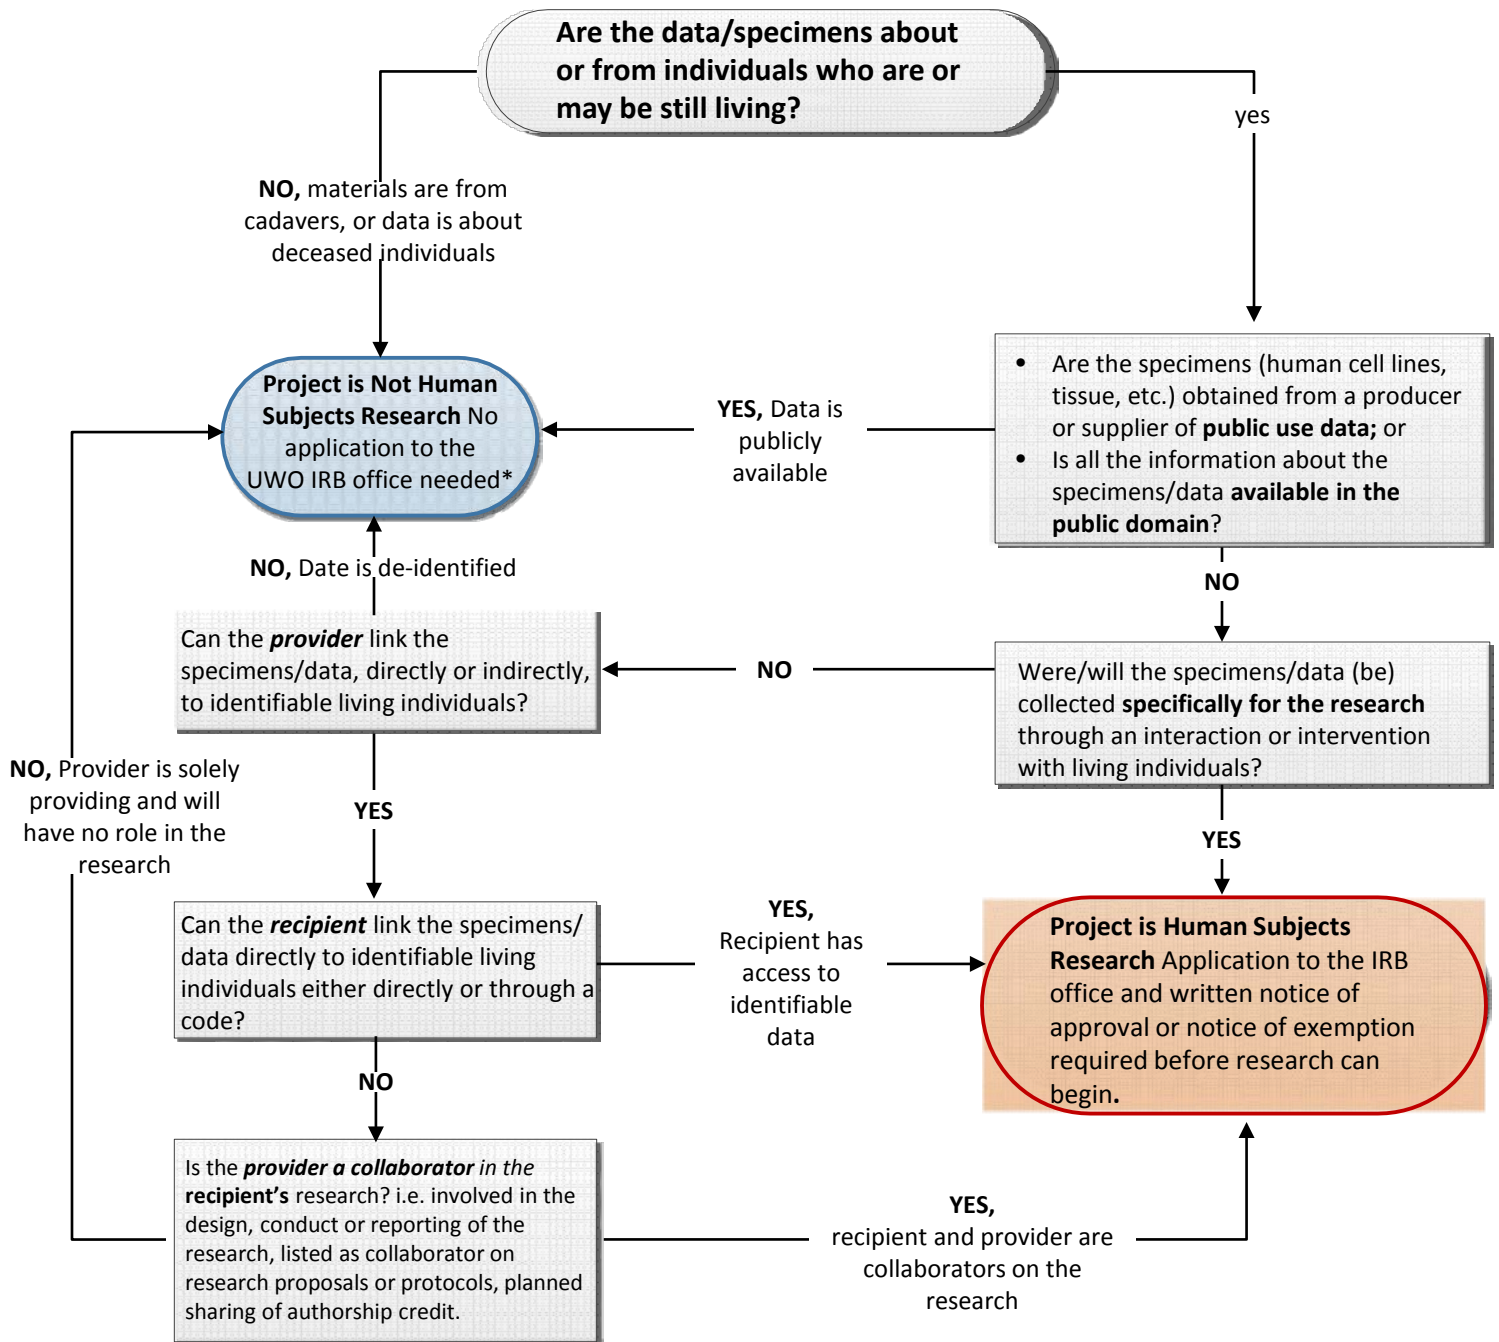 Are the data/specimens about
or from individuals who are or
may be still living?
yes
NO, materials are from
cadavers, or data is about
deceased individuals
Project is Not Human
Subjects Research No
application to the
UWO IRB office needed*
YES, Data is
publicly
available
• Are the specimens (human cell lines,
tissue, etc.) obtained from a producer
or supplier of public use data; or
• Is all the information about the
specimens/data available in the
public domain?
NO, Date is de-identified
NO
Can the provider link the
specimens/data, directly or indirectly,
to identifiable living individuals?
NO
Were/will the specimens/data (be)
collected specifically for the research
through an interaction or intervention
with living individuals?
NO, Provider is solely
providing and will
have no role in the
research
YES
YES
Can the recipient link the specimens/
data directly to identifiable living
individuals either directly or through a
code?
YES,
Recipient has
access to
identifiable
data
Project is Human Subjects
Research Application to the IRB
office and written notice of
approval or notice of exemption
required before research can
begin.
NO
Is the provider a collaborator in the
recipient's research? i.e. involved in the
design, conduct or reporting of the
research, listed as collaborator on
research proposals or protocols, planned
sharing of authorship credit.
YES,
recipient and provider are
collaborators on the
research